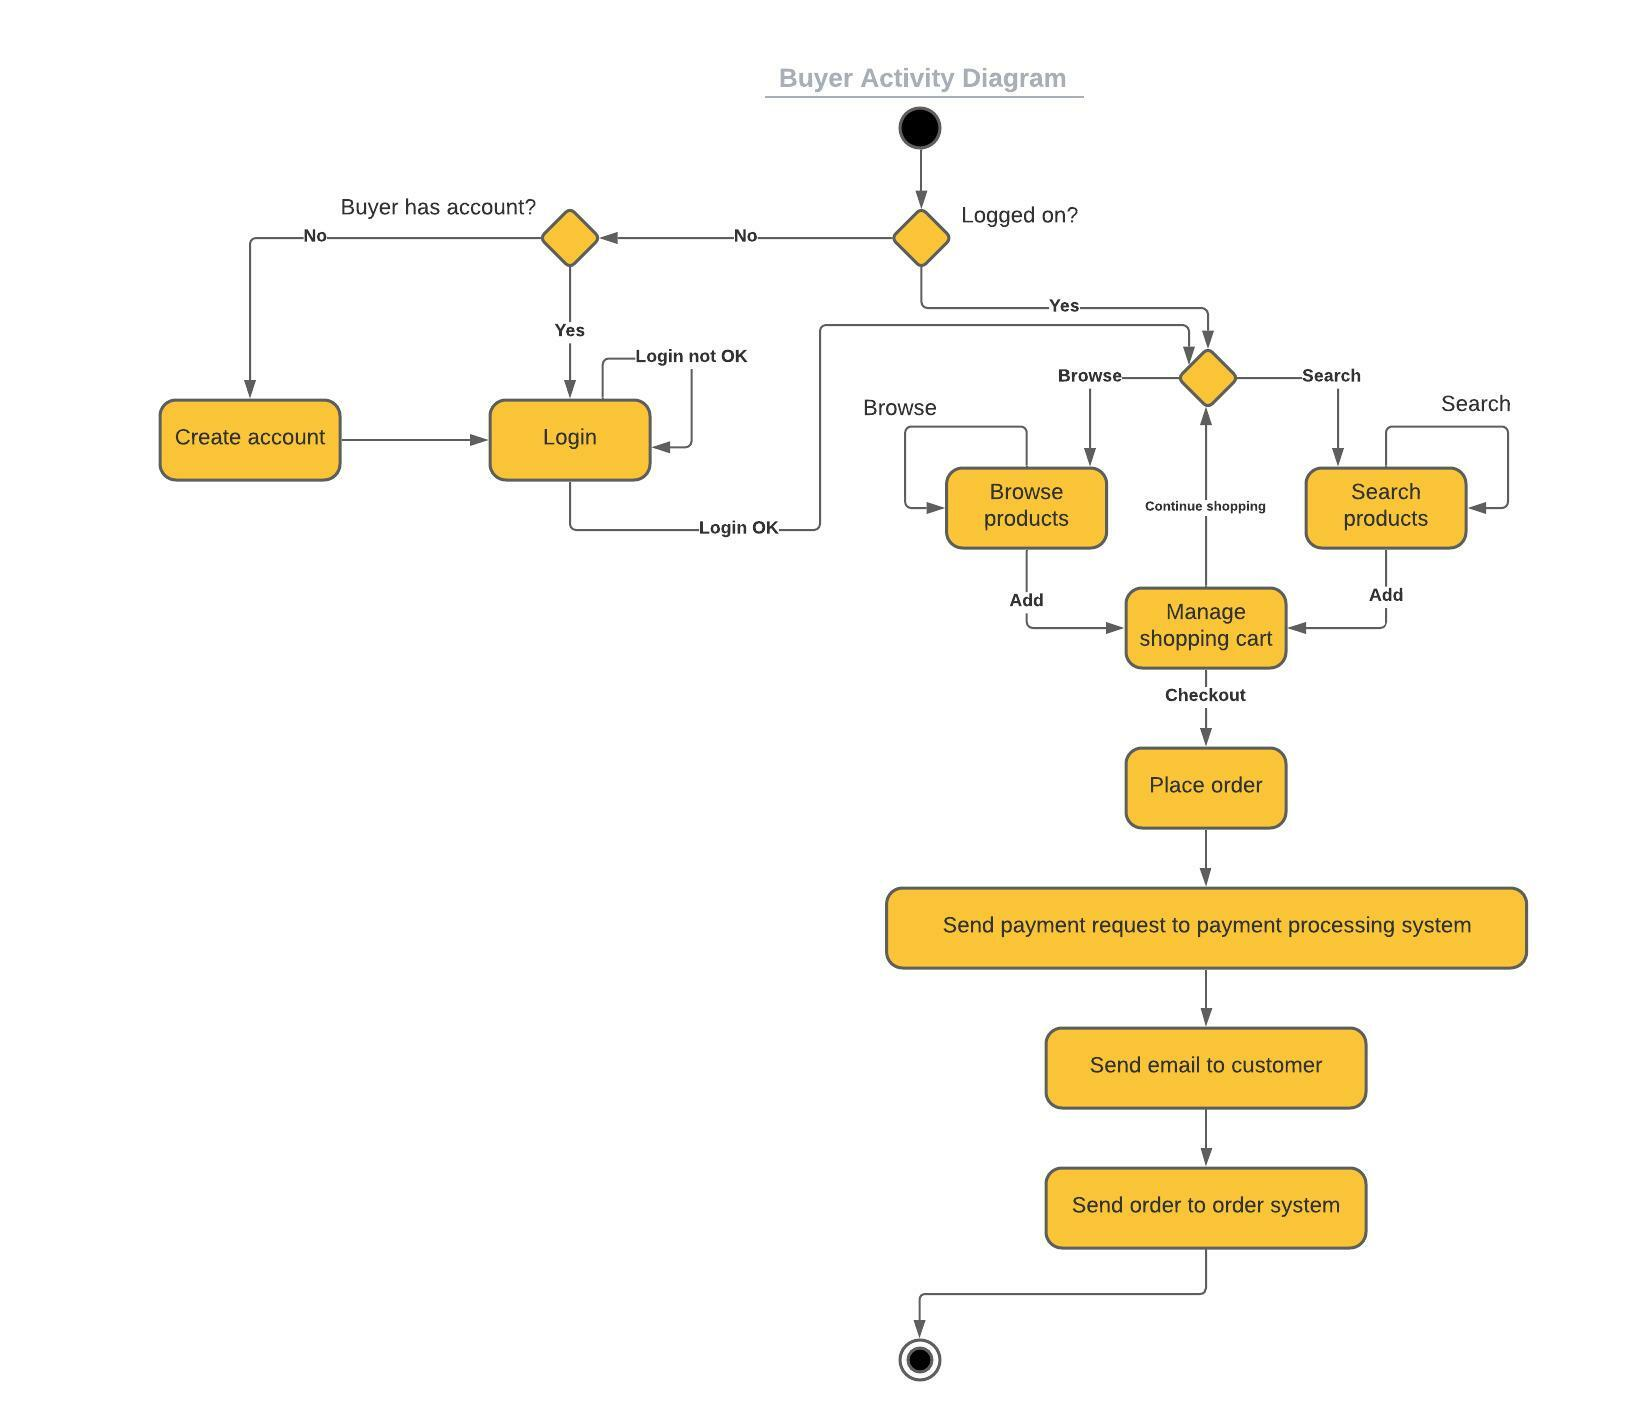 Buyer Activity Diagram
Buyer has account?
Logged on?
No
No
Yes
Yes
Login not OK
Browse
Search
Browse
Search
Create account
Login
Browse
products
Continue shopping
Search
products
Login OK
Add
Add
Manage
shopping cart
Checkout
Place order
Send payment request to payment processing system
Send email to customer
Send order to order system